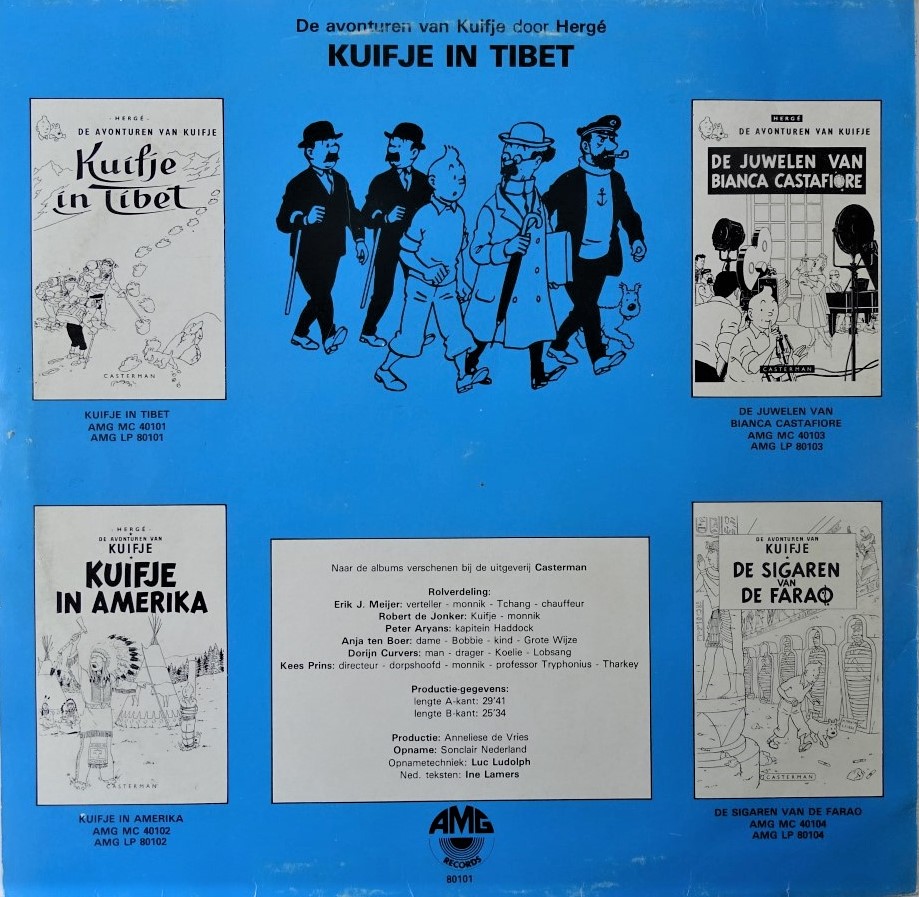 De avonturen van Kuifje door Hergé
KUIFJE IN TIBET
- HERGÉ -
DE AVONTUREN VAN KUIFJE
Kuifje
in Tibet
CASTERMAN
KUIFJE IN TIBET
AMG MC 40101
AMG LP 80101
HERGÉ
DE AVONTUREN VAN KUIFJE
DE JUWELEN VAN
BIANCA CASTAFIORE
CASTERMAN
DE JUWELEN VAN
BIANCA CASTAFIORE
AMG MC 40103
AMG LP 80103
- HERGÉ -
DE AVONTUREN VAN
KUIFJE
KUIFJE
IN AMERIKA
CASTERMAN
KUIFJE IN AMERIKA
AMG MC 40102
AMG LP 80102
Naar de albums verschenen bij de uitgeverij Casterman
Rolverdeling:
Erik J. Meijer: verteller - monnik - Tchang - chauffeur
Robert de Jonker: Kuifje - monnik
Peter Aryans: kapitein Haddock
Anja ten Boer: dame - Bobbie - kind - Grote Wijze
Dorijn Curvers: man - drager - Koelie - Lobsang
Kees Prins: directeur - dorpshoofd - monnik - professor Tryphonius - Tharkey
Productie-gegevens:
lengte A-kant: 29'41
lengte B-kant: 25'34
Productie: Anneliese de Vries
Opname: Sonclair Nederland
Opnametechniek: Luc Ludolph
Ned. teksten: Ine Lamers
DE AVONTUREN VAN
KUIFJE
DE SIGAREN
VAN
DE FARAO
CASTERMAN
DE SIGAREN VAN DE FARAO
AMG MC 40104
AMG LP 80104
AMG
RECORDS
80101